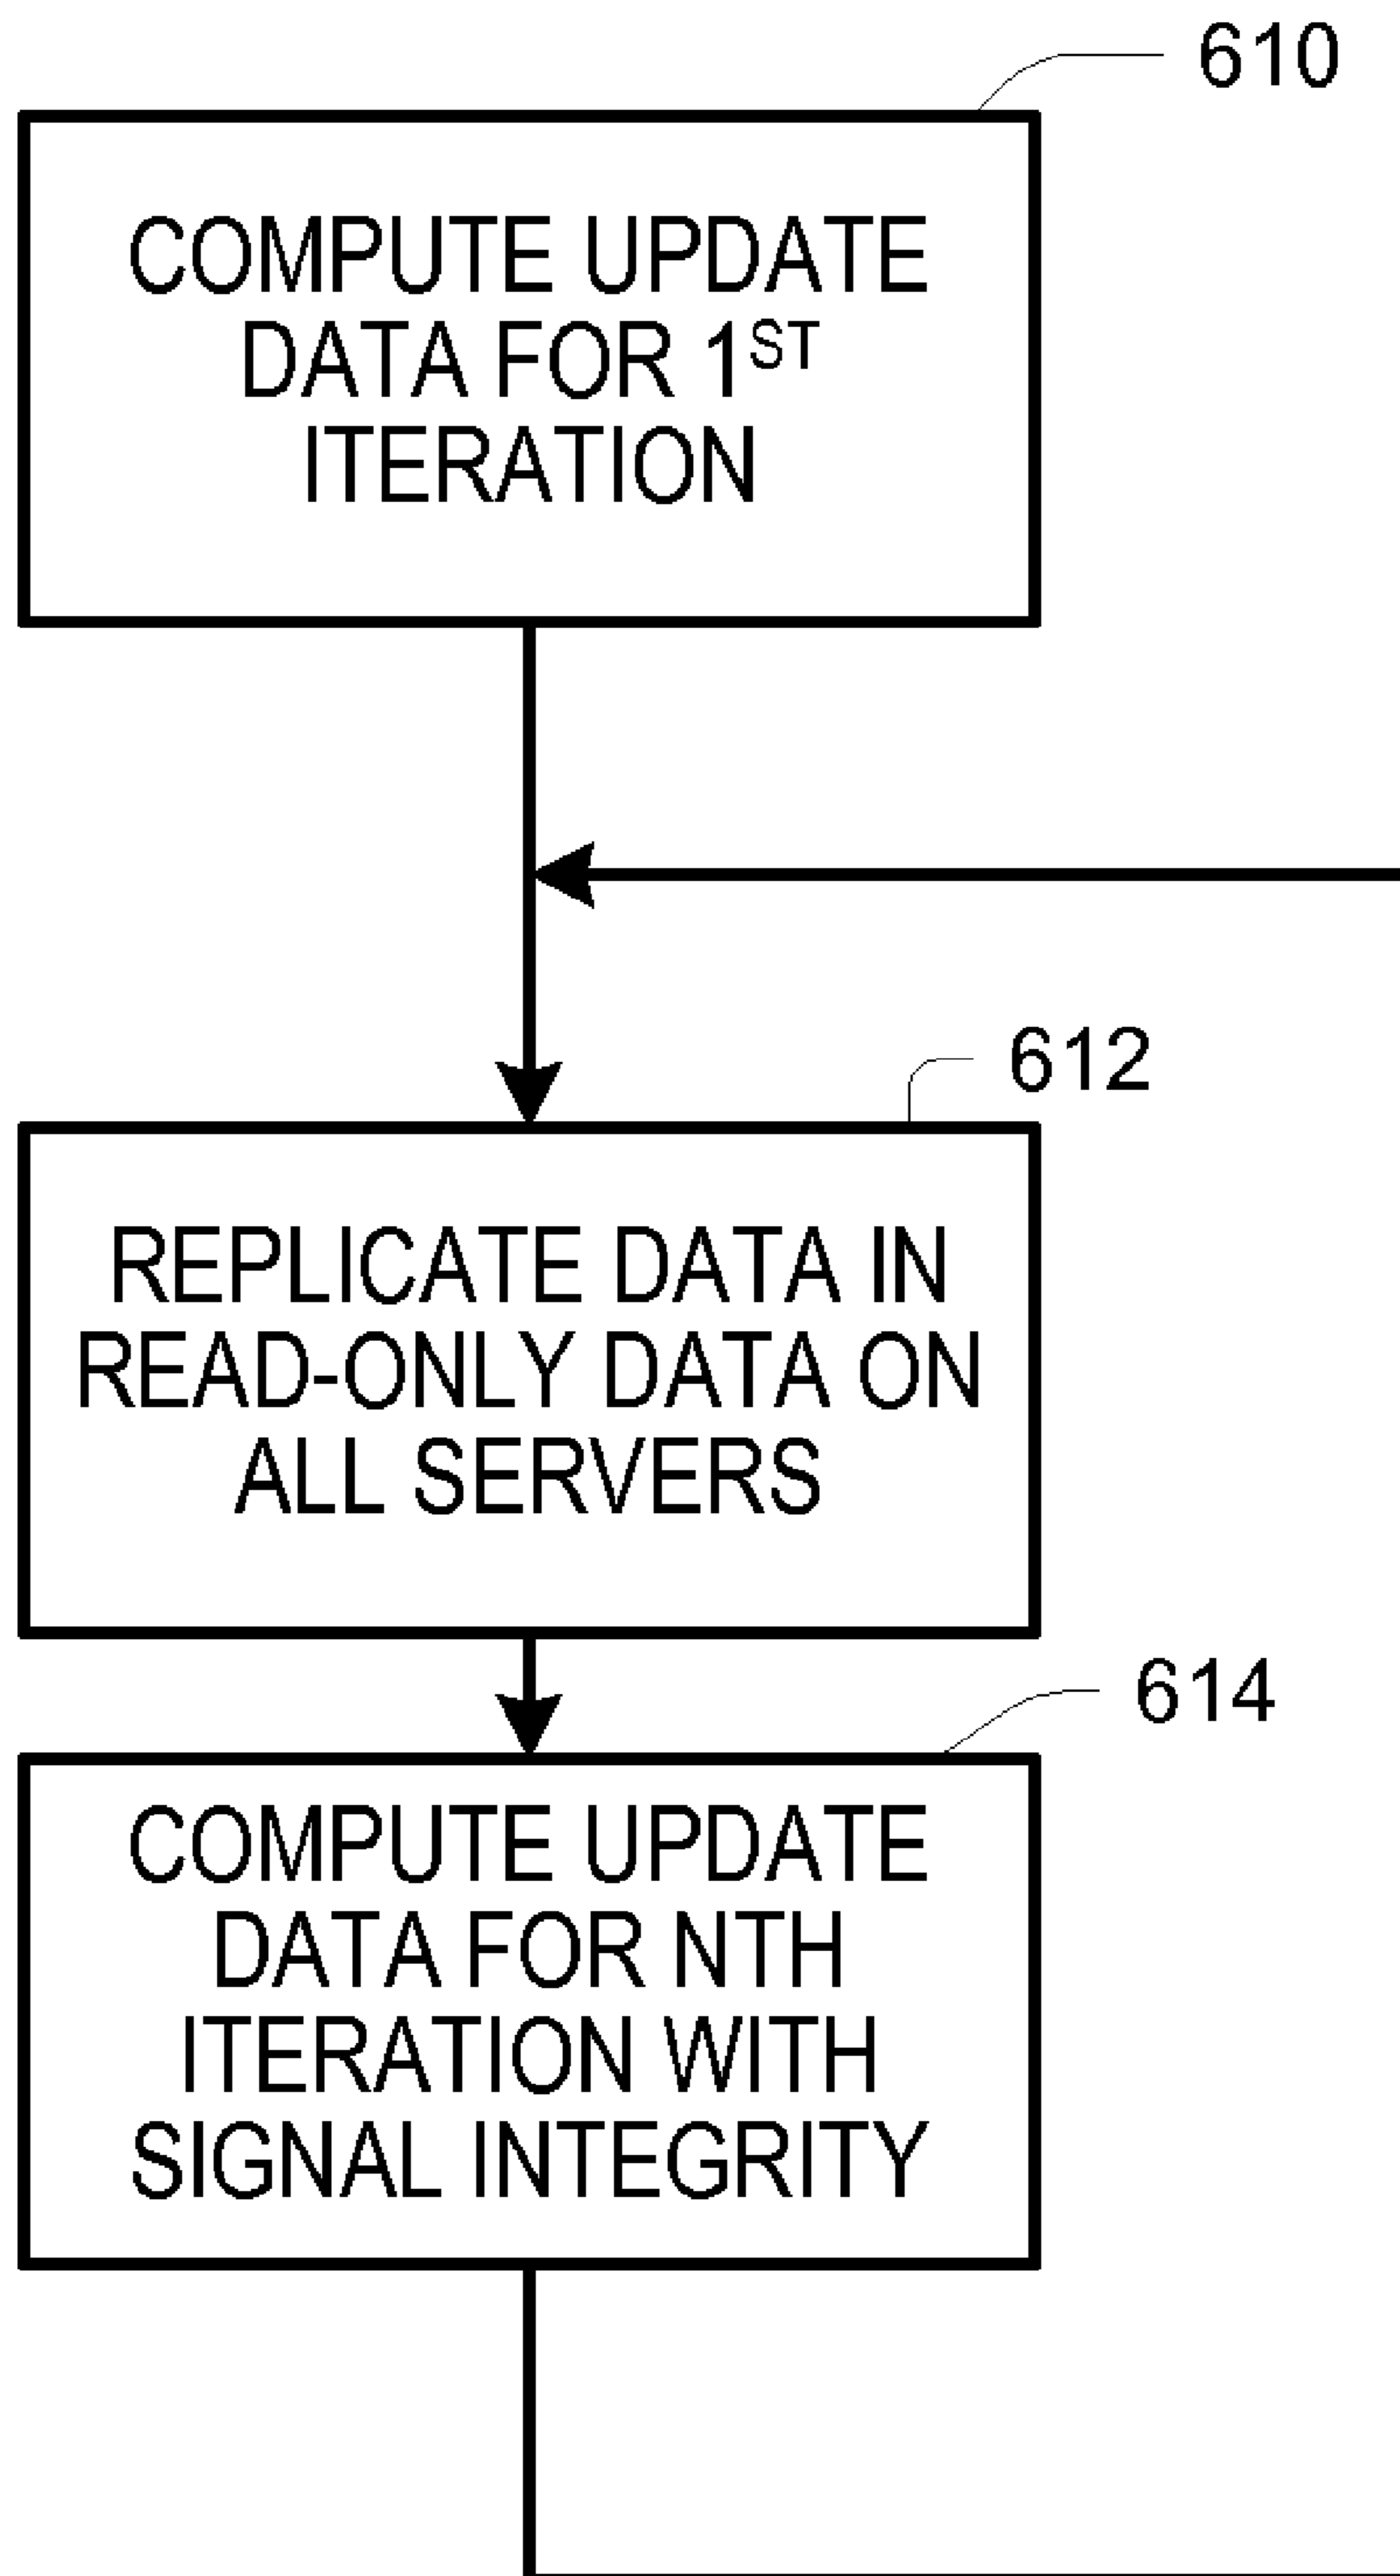 610
COMPUTE UPDATE
DATA FOR 1ST
ITERATION
612
REPLICATE DATA IN
READ-ONLY DATA ON
ALL SERVERS
614
COMPUTE UPDATE
DATA FOR NTH
ITERATION WITH
SIGNAL INTEGRITY